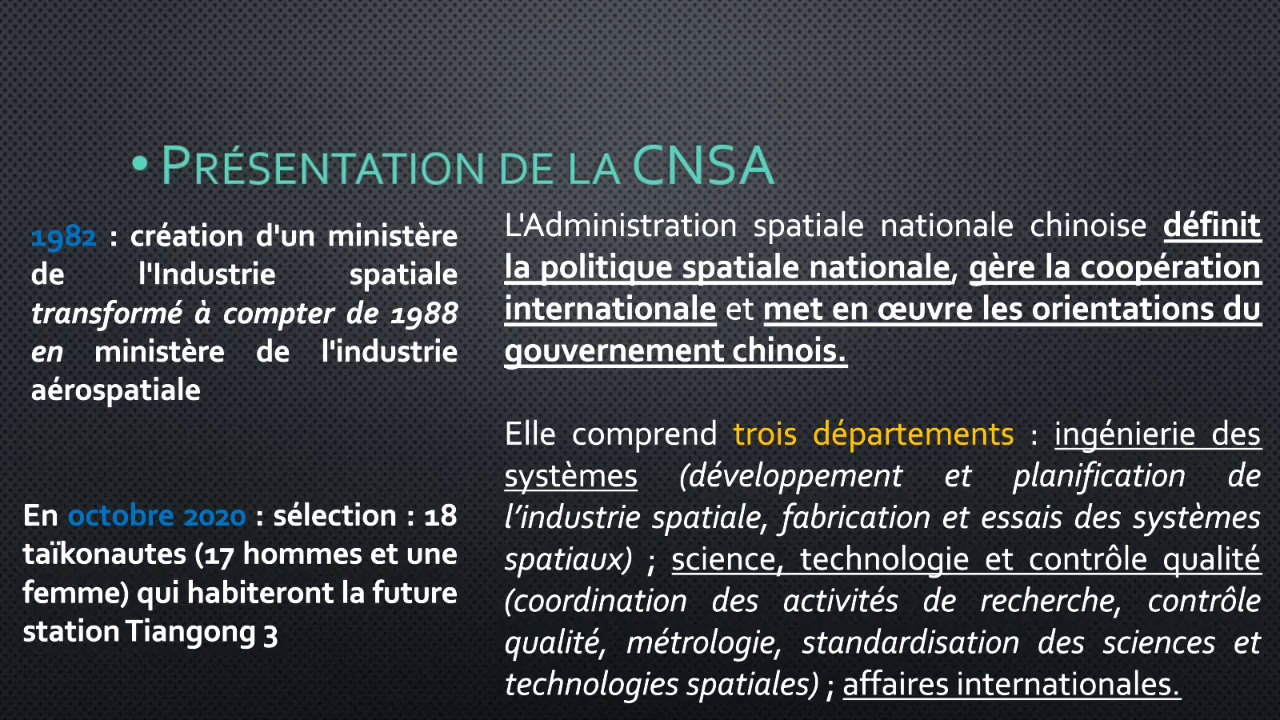 • PRÉSENTATION DE LA CNSA
1982 : création d'un ministère
de l'Industrie spatiale
transformé à compter de 1988
en ministère de l'industrie
aérospatiale
En octobre 2020 : sélection : 18
taïkonautes (17 hommes et une
femme) qui habiteront la future
station Tiangong 3
L'Administration spatiale nationale chinoise définit
la politique spatiale nationale, gère la coopération
internationale et met en œuvre les orientations du
gouvernement chinois.
Elle comprend trois départements : ingénierie des
systèmes (développement et planification de
l’industrie spatiale, fabrication et essais des systèmes
spatiaux) ; science, technologie et contrôle qualité
(coordination des activités de recherche, contrôle
qualité, métrologie, standardisation des sciences et
technologies spatiales) ; affaires internationales.